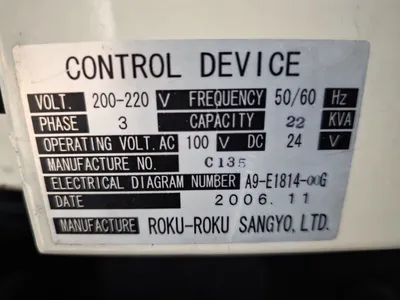 CONTROL DEVICE
VOLT. 200-220 V FREQUENCY 50/60 Hz
PHASE 3 CAPACITY 22 KVA
OPERATING VOLT. AC 100 V DC 24 V
MANUFACTURE NO. C135
ELECTRICAL DIAGRAM NUMBER A9-E1814-00G
DATE 2006.11
MANUFACTURE ROKU-ROKU SANGYO, LTD.